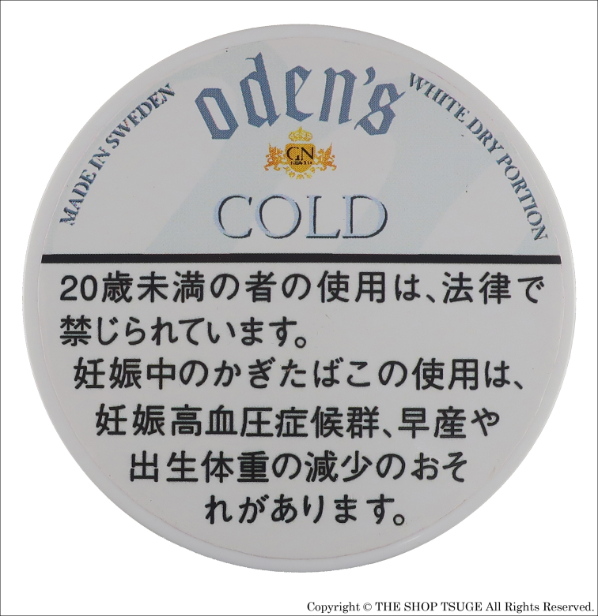 oden's
MADE IN SWEDEN
WHITE DRY PORTION
GN
COLD
20歳未満の者の使用は、法律で
禁じられています。
妊娠中のかぎたばこの使用は、
妊娠高血圧症候群、早産や
出生体重の減少のおそ
れがあります。
Copyright © THE SHOP TSUGE All Rights Reserved.